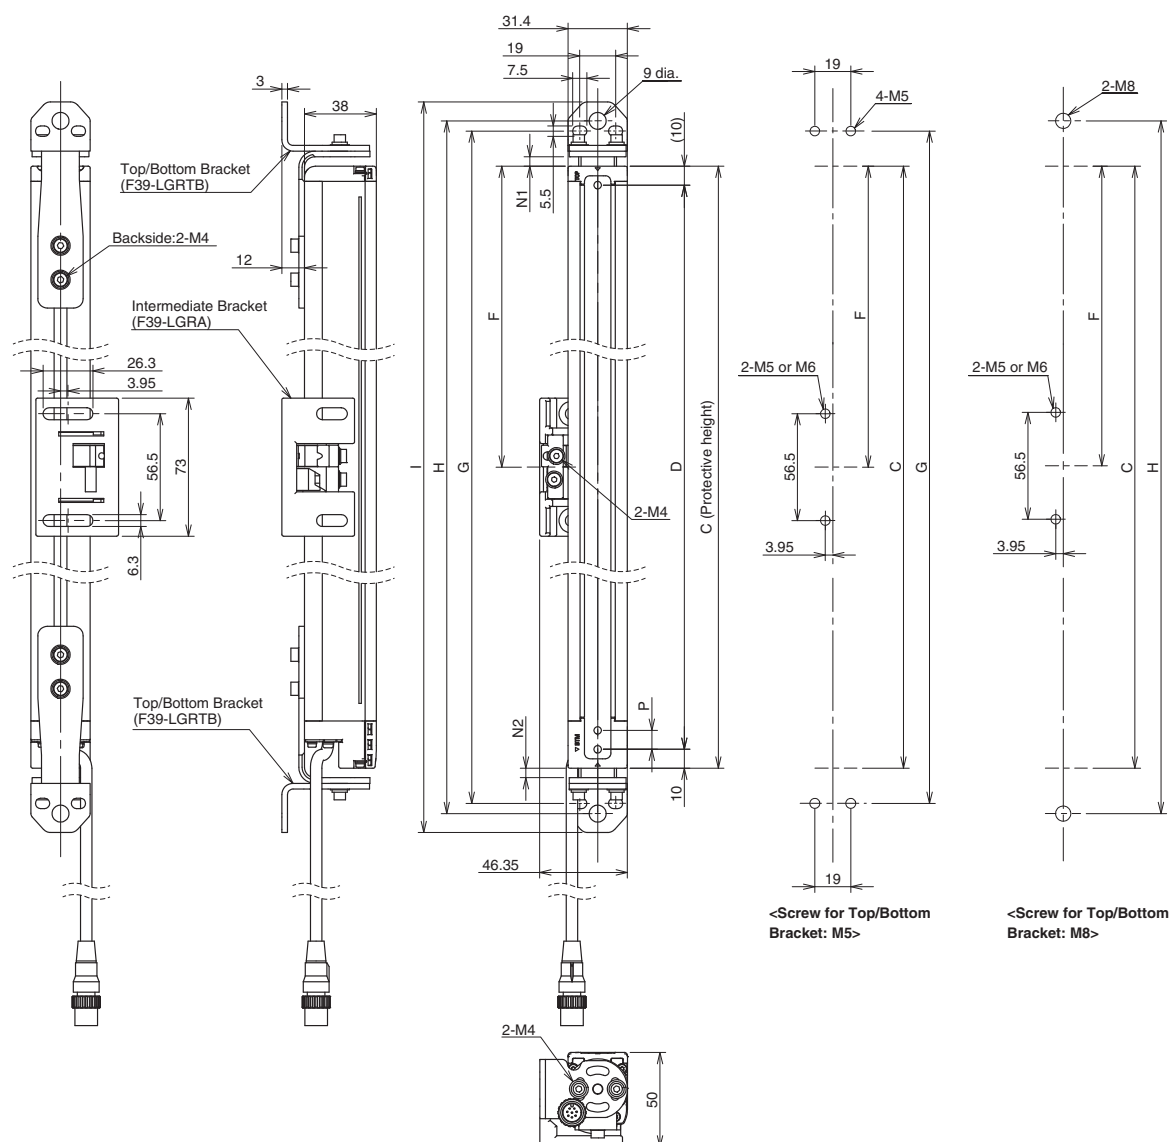 31.4
19
7.5
9 dia.
3
38
(10)
19
4-M5
2-M8
Top/Bottom Bracket
(F39-LGRTB)
N1
5.5
TOP
Backside:2-M4
12
Intermediate Bracket
(F39-LGRA)
F
F
F
26.3
3.95
2-M5 or M6
2-M5 or M6
56.5
73
I
H
G
D
C (Protective height)
56.5
C
G
56.5
C
H
2-M4
3.95
3.95
6.3
Top/Bottom Bracket
(F39-LGRTB)
N2
P
10
46.35
19
<Screw for Top/Bottom
Bracket: M5>
<Screw for Top/Bottom
Bracket: M8>
2-M4
50